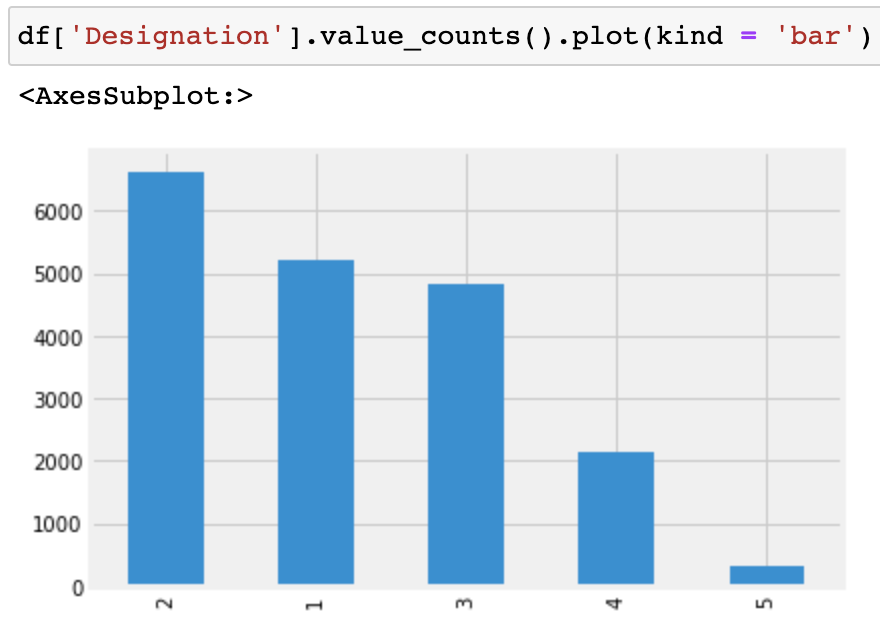 df['Designation'].value_counts().plot(kind = 'bar')
<AxesSubplot:>
6000
5000
4000
3000
2000
1000
0
2 1 3 4 5